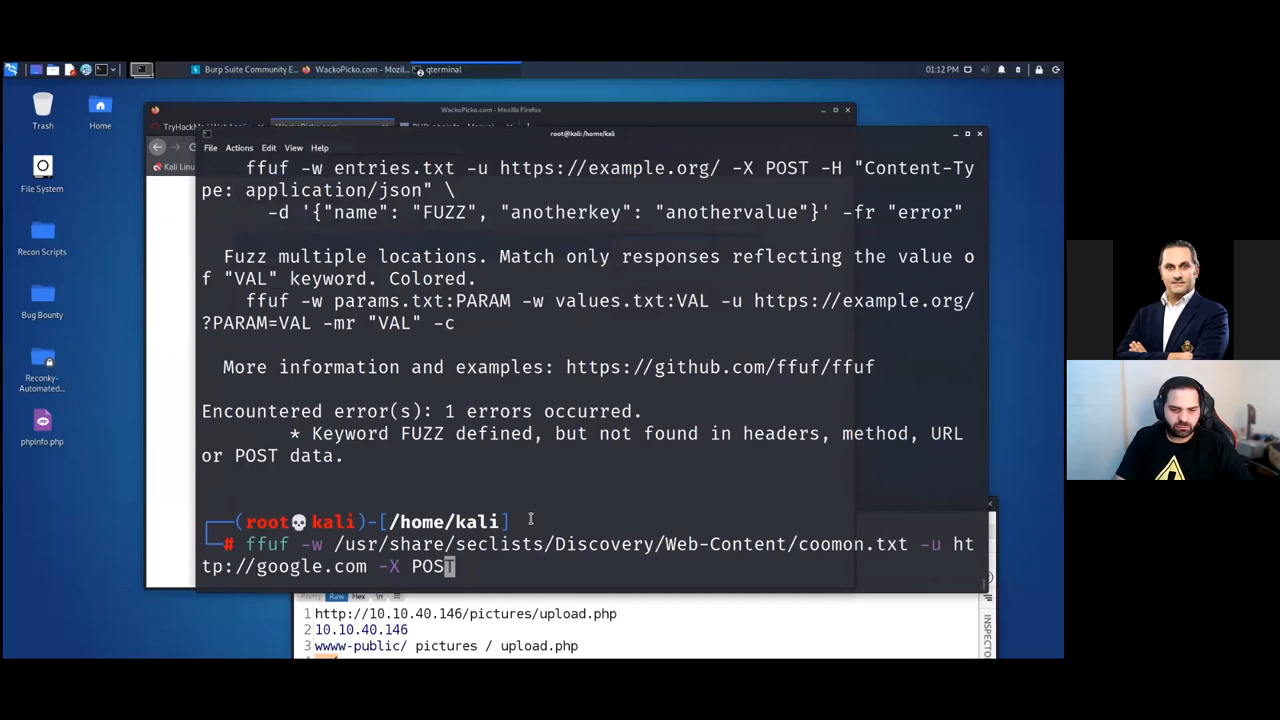 Burp Suite Community E...
WackoPicko.com - Mozil...
qterminal
01:12 PM
WackoPicko.com - Mozilla Firefox
root@kali: /home/kali
File Actions Edit View Help
Trash
Home
File System
Recon Scripts
Bug Bounty
Reconky-
Automated...
phpinfo.php
Kali Linu
ffuf -w entries.txt -u https://example.org/ -X POST -H "Content-Ty
pe: application/json" \
-d '{"name": "FUZZ", "anotherkey": "anothervalue"}' -fr "error"
Fuzz multiple locations. Match only responses reflecting the value o
f "VAL" keyword. Colored.
ffuf -w params.txt:PARAM -w values.txt:VAL -u https://example.org/
?PARAM=VAL -mr "VAL" -c
More information and examples: https://github.com/ffuf/ffuf
Encountered error(s): 1 errors occurred.
* Keyword FUZZ defined, but not found in headers, method, URL
or POST data.
(root💀kali)-[/home/kali]
# ffuf -w /usr/share/seclists/Discovery/Web-Content/coomon.txt -u ht
tp://google.com -X POST
Pretty Raw Hex \n
1 http://10.10.40.146/pictures/upload.php
2 10.10.40.146
3 wwww-public/ pictures / upload.php
INSPECTO